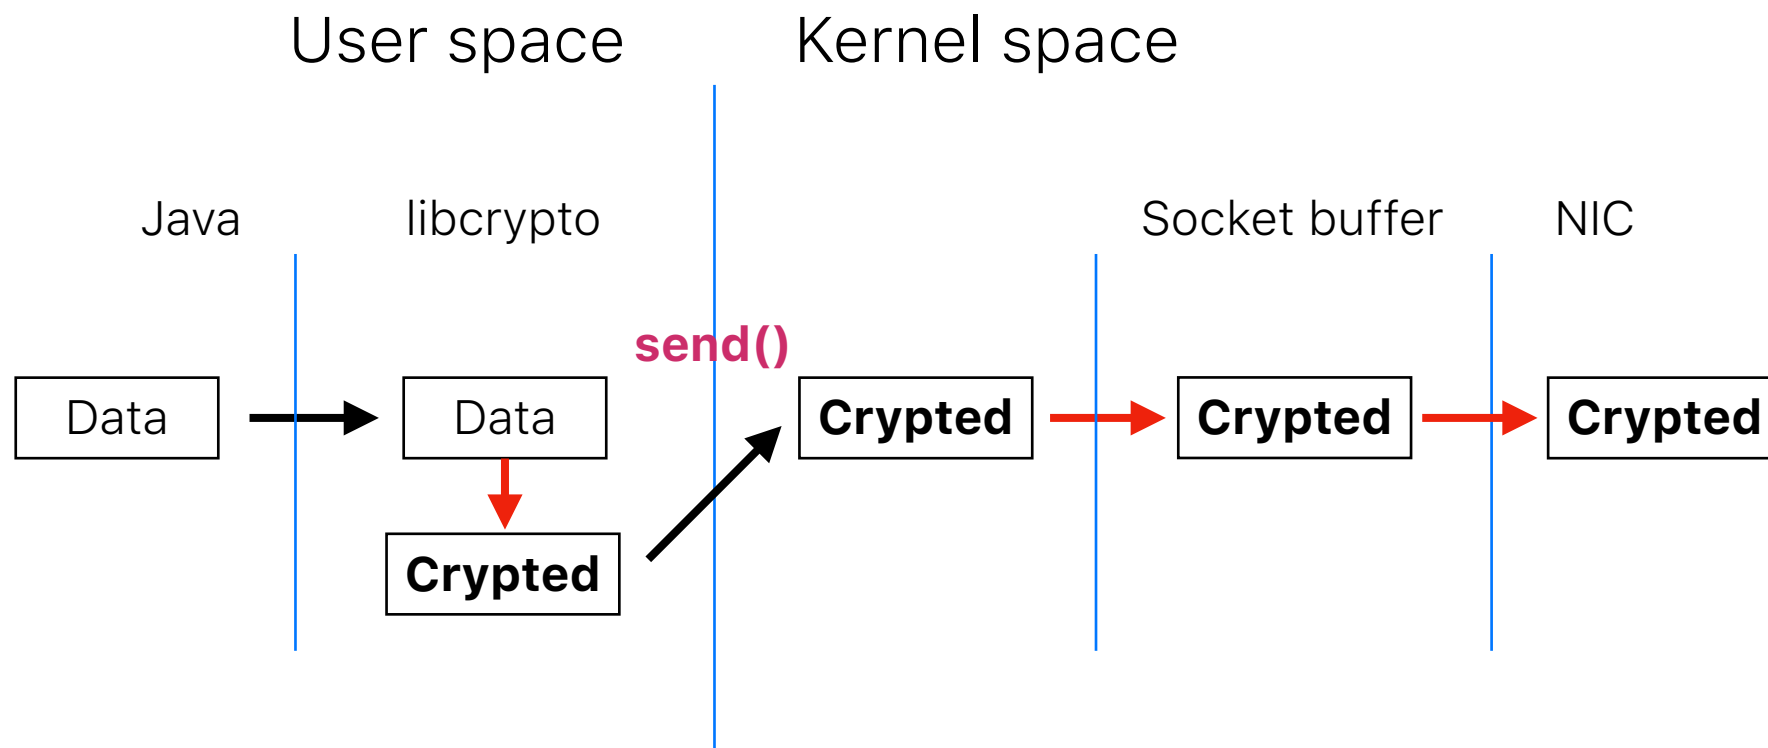 User space
Kernel space
Java
libcrypto
Socket buffer
NIC
send()
Data
Data
Crypted
Crypted
Crypted
Crypted